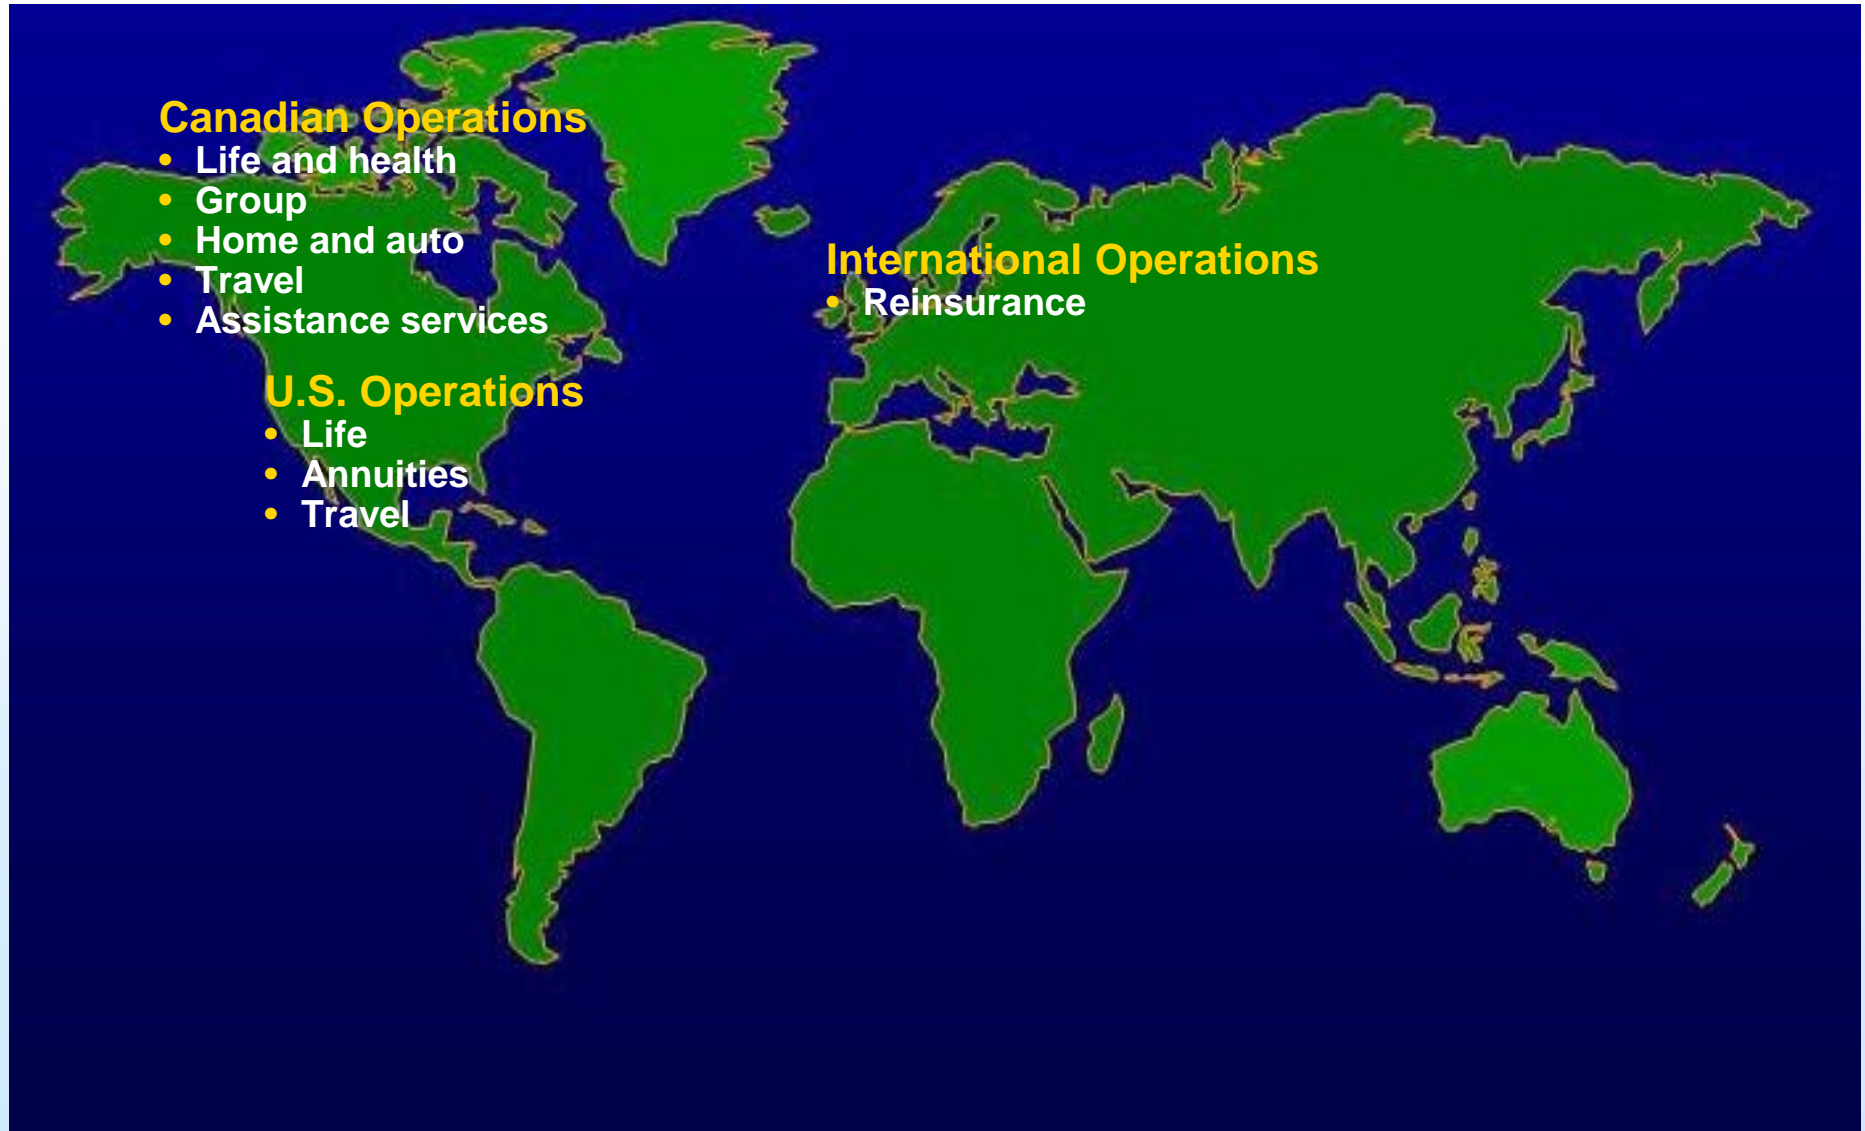 Canadian Operations
• Life and health
• Group
• Home and auto
• Travel
• Assistance services
International Operations
• Reinsurance
U.S. Operations
• Life
• Annuities
• Travel